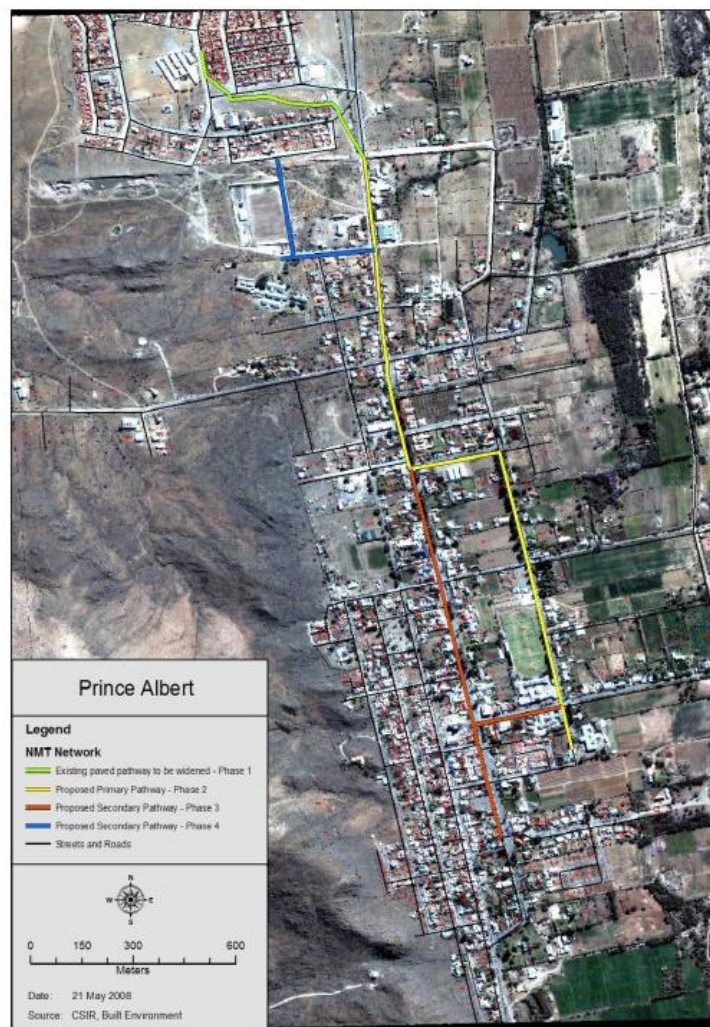 Prince Albert
Legend
NMT Network
Existing paved pathway to be widened - Phase 1
Proposed Primary Pathway - Phase 2
Proposed Secondary Pathway - Phase 3
Proposed Secondary Pathway - Phase 4
Streets and Roads
N
W E
S
0 150 300 600
Meters
Date: 21 May 2008
Source: CSIR, Built Environment